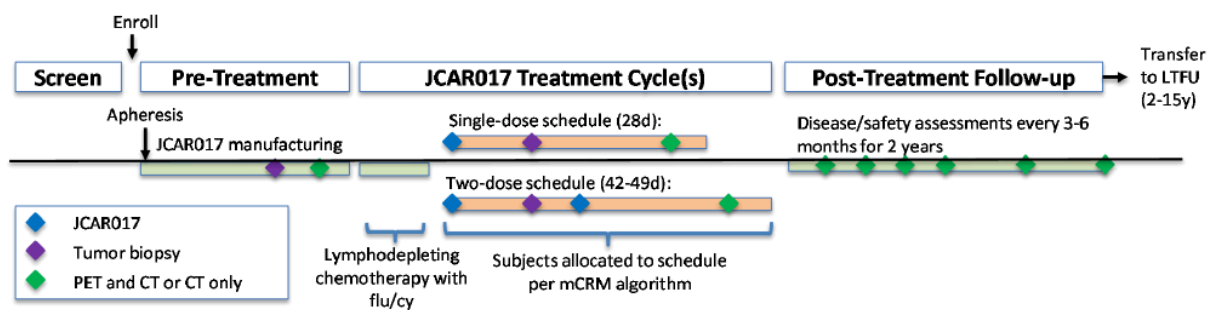 Enroll
Screen
Pre-Treatment
JCAR017 Treatment Cycle(s)
Post-Treatment Follow-up
Transfer
to LTFU
(2-15y)
Apheresis
JCAR017 manufacturing
Single-dose schedule (28d):
Disease/safety assessments every 3-6
months for 2 years
Two-dose schedule (42-49d):
JCAR017
Tumor biopsy
PET and CT or CT only
Lymphodepleting
chemotherapy with
flu/cy
Subjects allocated to schedule
per mCRM algorithm